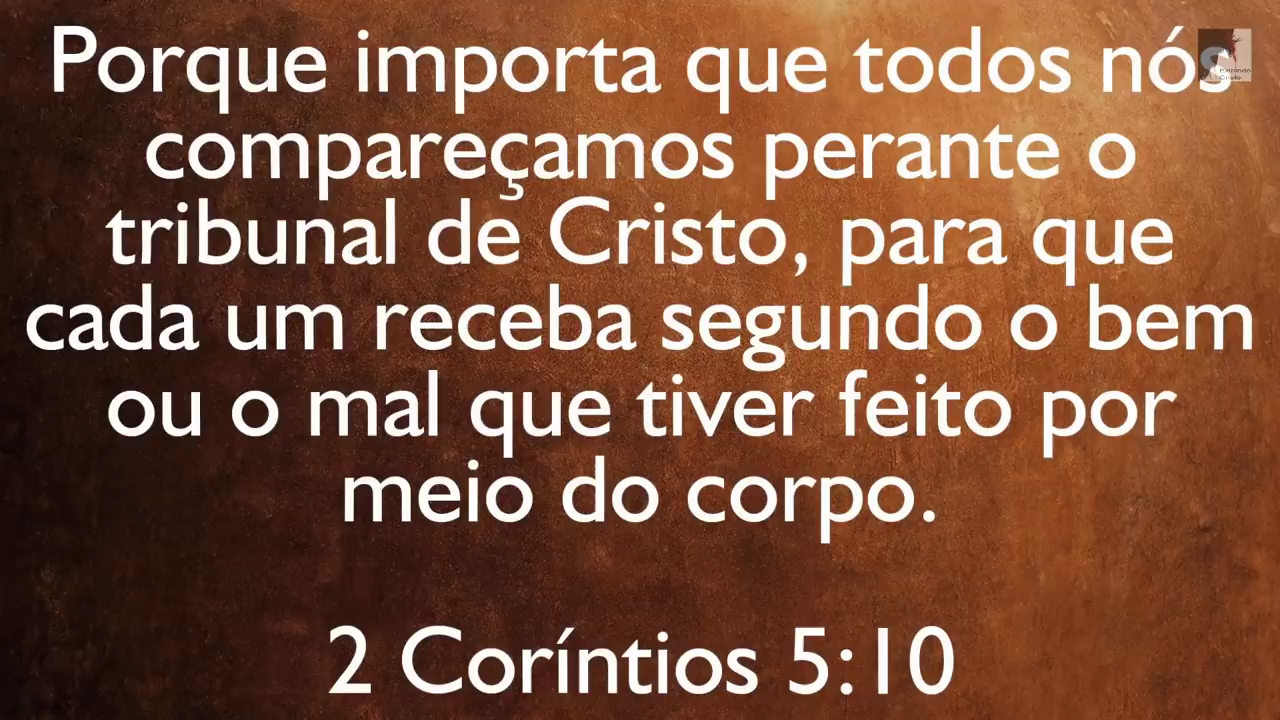 Porque importa que todos nós
compareçamos perante o
tribunal de Cristo, para que
cada um receba segundo o bem
ou o mal que tiver feito por
meio do corpo.
2 Coríntios 5:10
Cristo